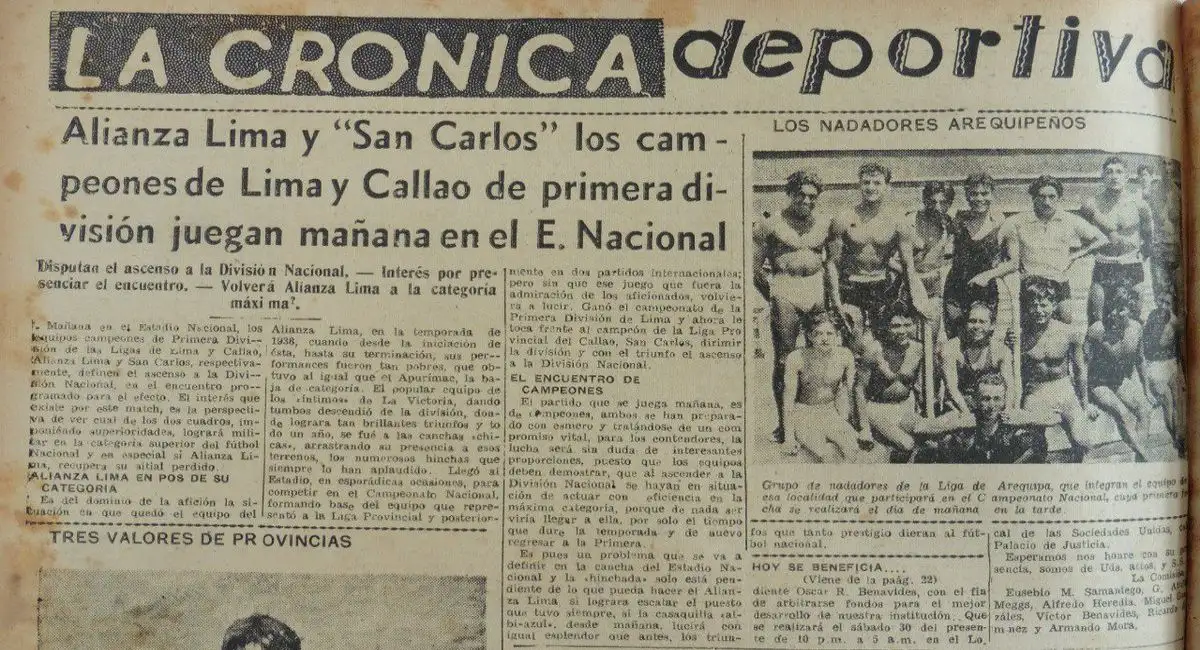 LA CRONICA deportiva
Alianza Lima y "San Carlos" los cam-
peones de Lima y Callao de primera di-
visión juegan mañana en el E. Nacional
Disputan el ascenso a la División Nacional. — Interés por pre-
senciar el encuentro. — Volverá Alianza Lima a la categoría
máxi ma?.
Mañana en el Estadio Nacional, los
equipos campeones de Primera Divi-
sión de las Ligas de Lima y Callao,
Alianza Lima y San Carlos, respectiva-
mente, definen el ascenso a la Divi-
sión Nacional, en el encuentro pro-
gramado para el efecto. El interés que
existe por este match, es la perspecti-
va de ver cual de los dos cuadros, im-
poniendo superioridades, logrará mili-
tar en la categoría superior del fútbol
Nacional y en especial si Alianza Li-
ma, recupera su sitial perdido.
ALIANZA LIMA EN POS DE SU
CATEGORIA
Es del dominio de la afición la si-
tuación en que quedó el equipo del
Alianza Lima, en la temporada de
1938, cuando desde la iniciación de
ésta, hasta su terminación, sus per-
formances fueron tan pobres, que ob-
tuvo al igual que el Apurímac, la ba-
ja de categoría. El popular equipo de
los «íntimos» de La Victoria, dando
tumbos descendió de la división, don-
de lograra tan brillantes triunfos y to
do un año, se fué a las canchas «chi-
cas», arrastrando su presencia a esos
terrenos, los numerosos hinchas que
siempre lo han aplaudido. Llegó al
Estadio, en esporádicas ocasiones, para
competir en el Campeonato Nacional,
formando base del equipo que repre-
sentó a la Liga Provincial y posterior-
mente en dos partidos internacionales;
pero sin que ese juego que fuera la
admiración de los aficionados, volvie-
ra a lucir. Ganó el campeonato de la
Primera División de Lima y ahora le
toca frente al campeón de la Liga Pro
vincial del Callao, San Carlos, dirimir
la división y con el triunfo el ascenso
a la División Nacional.
EL ENCUENTRO DE
CAMPEONES
El partido que se juega mañana, es
de campeones, ambos se han prepara-
do con esmero y tratándose de un com
promiso vital, para los contendores, la
lucha será sin duda de interesantes
proporciones, puesto que los equipos
deben demostrar, que al ascender a la
División Nacional se hayan en situa-
ción de actuar con eficiencia en la
máxima categoría, porque de nada ser
viría llegar a ella, por solo el tiempo
que dure la temporada y de nuevo
regresar a la Primera.
Es pues un problema que se va a
definir en la cancha del Estadio Na-
cional y la «hinchada» solo está pen-
diente de lo que pueda hacer el Alian-
za Lima, si lograra escalar el puesto
que tuvo siempre, si la casaquilla «al-
bi-azul», desde mañana, lucirá con
igual esplendor que antes, los triun-
TRES VALORES DE PROVINCIAS
LOS NADADORES AREQUIPEÑOS
Grupo de nadadores de la Liga de Arequipa, que integran el equipo de
esa localidad que participará en el Campeonato Nacional, cuya primera fe
cha se realizará el día de mañana en la tarde.
fos que tanto prestigio dieran al fút-
bol nacional.
HOY SE BENEFICIA....
(Viene de la paág. 22)
diente Oscar R. Benavides, con el fin
de arbitrarse fondos para el mejor
desarrollo de nuestra institución. Que
se realizará el sábado 30 del presen-
te de 10 p.m. a 5 a.m. en el Lo-
cal de las Sociedades Unidas,
Palacio de Justicia.
Esperamos nos honre con su
sencia, somos de Uds. attos, y S.
La Comisi
Eusebio M. Samaniego, G.
Meggs, Alfredo Heredia, Miguel
zález, Víctor Benavides, Ricardo
mínez y Armando Mora.